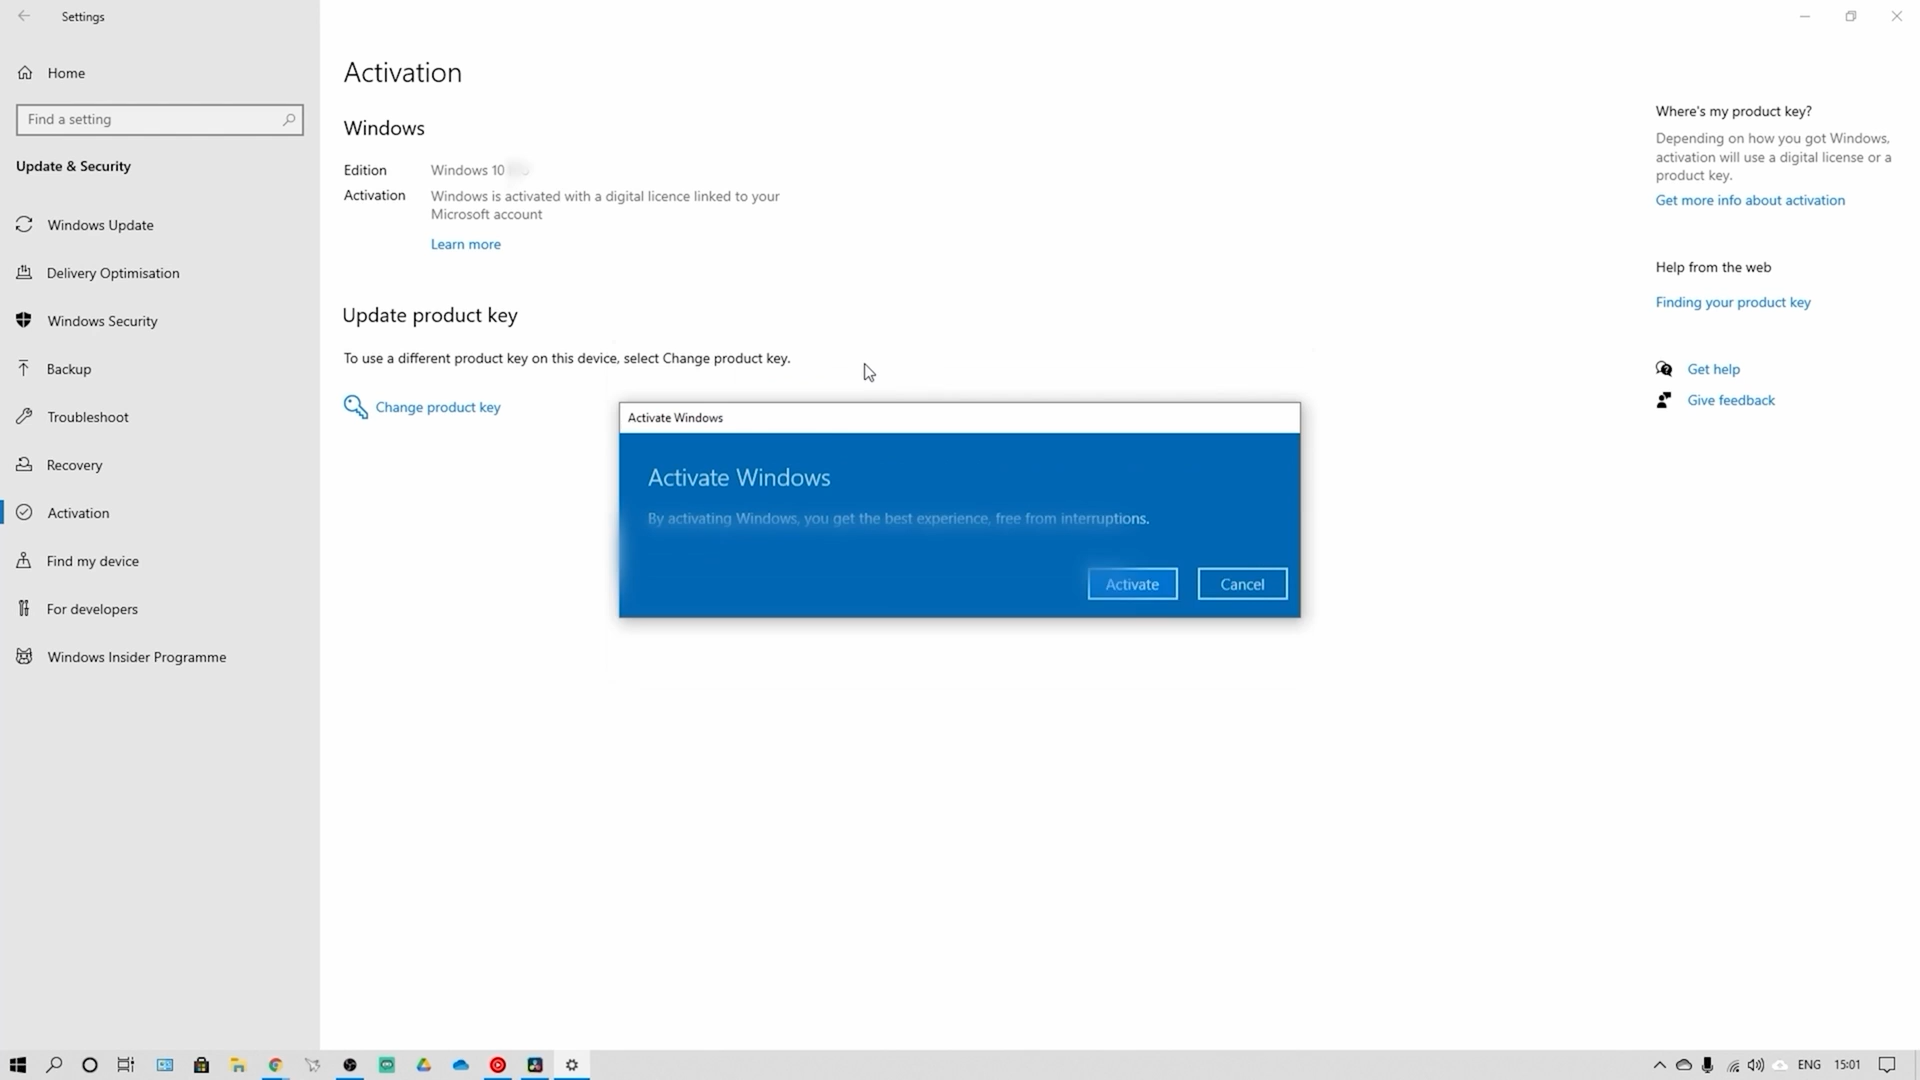 Settings
Home
Find a setting
Update & Security
Windows Update
Delivery Optimisation
Windows Security
Backup
Troubleshoot
Recovery
Activation
Find my device
For developers
Windows Insider Programme
Activation
Windows
Edition Windows 10
Activation Windows is activated with a digital licence linked to your
Microsoft account
Learn more
Update product key
To use a different product key on this device, select Change product key.
Change product key
Activate Windows
Activate Windows
By activating Windows, you get the best experience, free from interruptions.
Activate Cancel
Where's my product key?
Depending on how you got Windows,
activation will use a digital license or a
product key.
Get more info about activation
Help from the web
Finding your product key
Get help
Give feedback
ENG 15:01